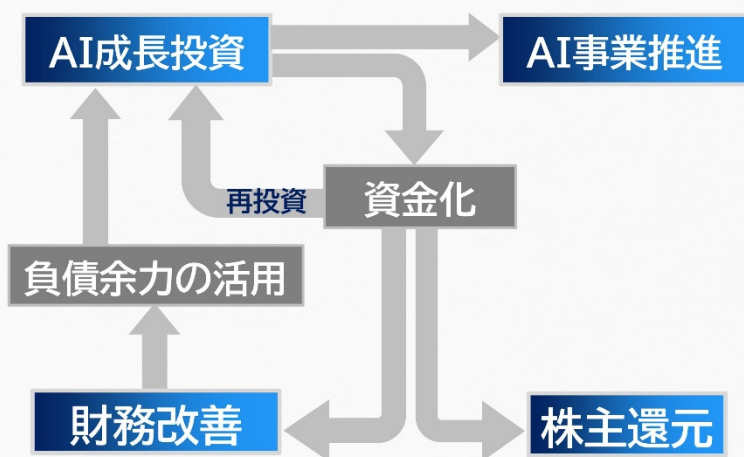 AI成長投資
AI事業推進
再投資
資金化
負債余力の活用
財務改善
株主還元